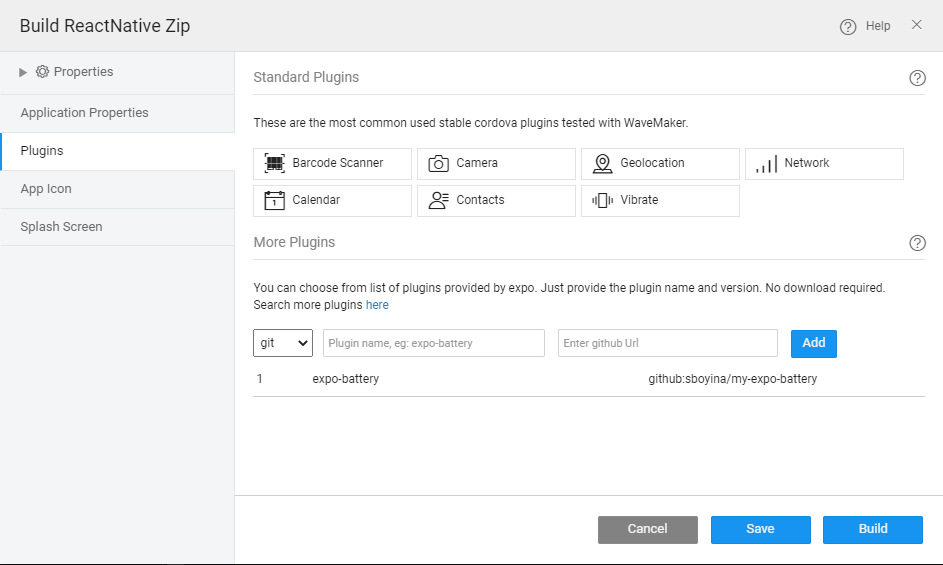 Build ReactNative Zip
Help
Properties
Application Properties
Plugins
App Icon
Splash Screen
Standard Plugins
These are the most common used stable cordova plugins tested with WaveMaker.
Barcode Scanner
Camera
Geolocation
Network
1
Calendar
Contacts
Vibrate
More Plugins
You can choose from list of plugins provided by expo. Just provide the plugin name and version. No download required.
Search more plugins here
git
Plugin name, eg: expo-battery
Enter github Url
Add
1 expo-battery github:sboyina/my-expo-battery
Cancel
Save
Build